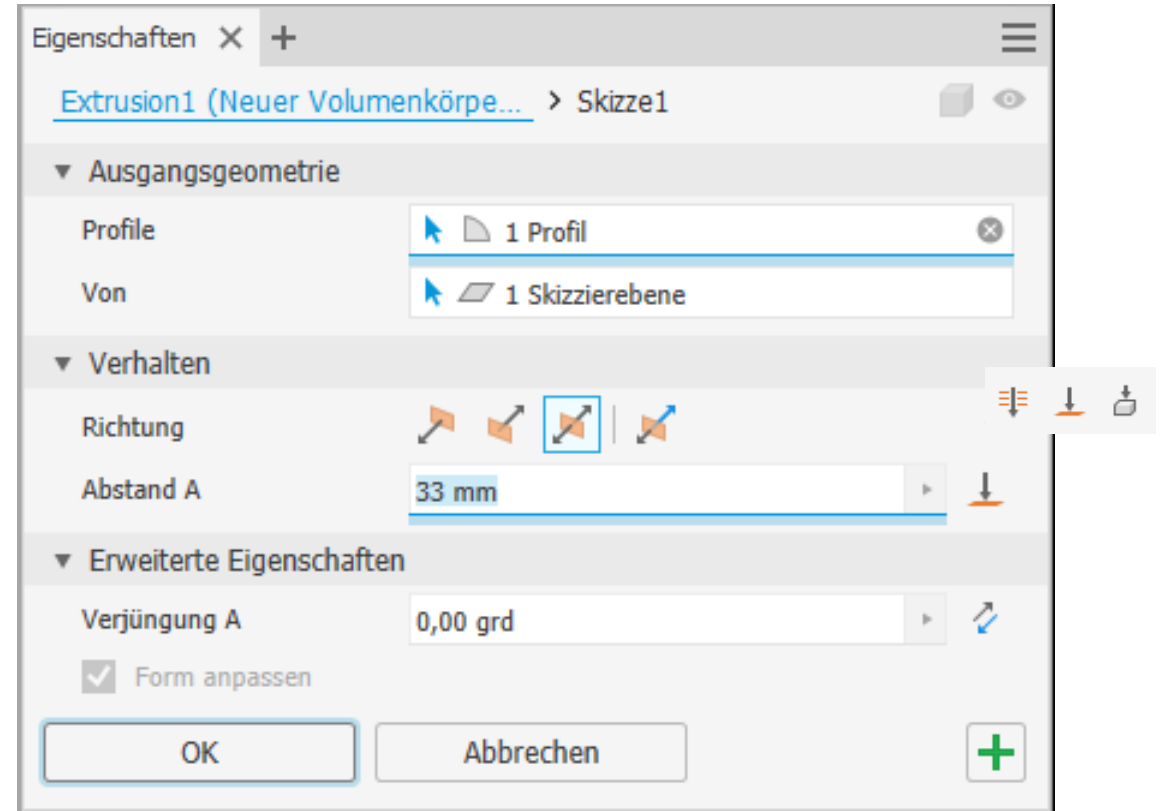 Eigenschaften
Extrusion1 (Neuer Volumenkörpe... > Skizze1
Ausgangsgeometrie
Profile 1 Profil
Von 1 Skizzierebene
Verhalten
Richtung
Abstand A 33 mm
Erweiterte Eigenschaften
Verjüngung A 0,00 grd
Form anpassen
OK Abbrechen